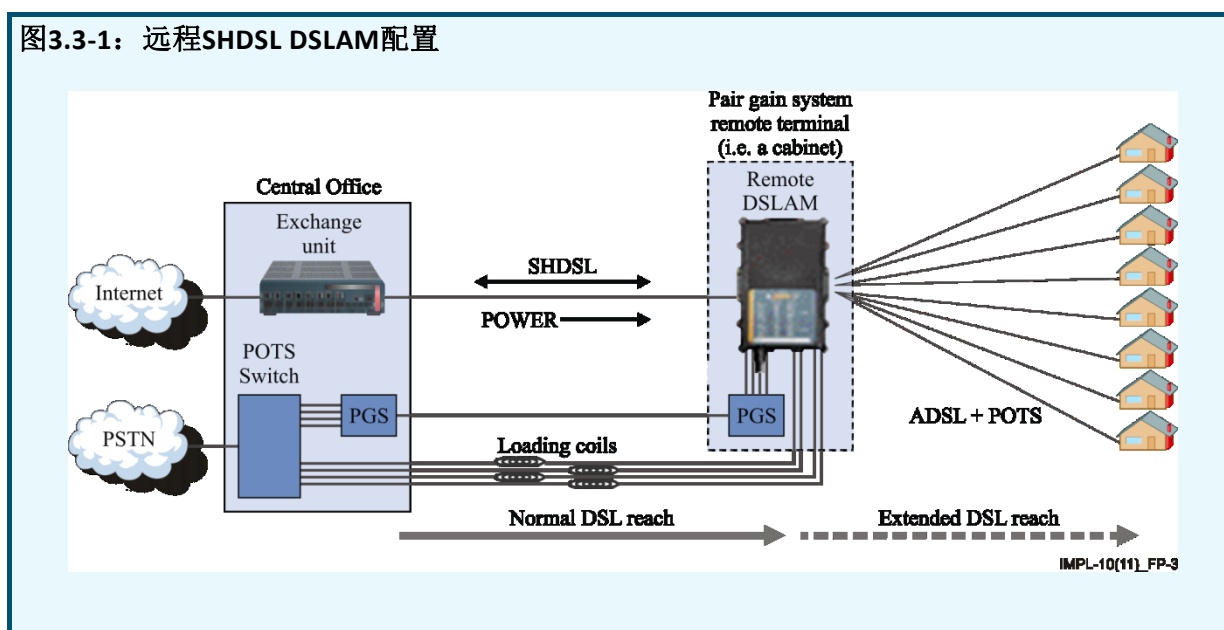 图3.3-1：远程SHDSL DSLAM配置
Pair gain system
remote terminal
(i.e. a cabinet)
Central Office
Remote
DSLAM
Exchange
unit
SHDSL
Internet
POWER
POTS
Switch
PGS
PGS
ADSL + POTS
PSTN
Loading coils
Normal DSL reach
Extended DSL reach
IMPL-10(11)_FP-3